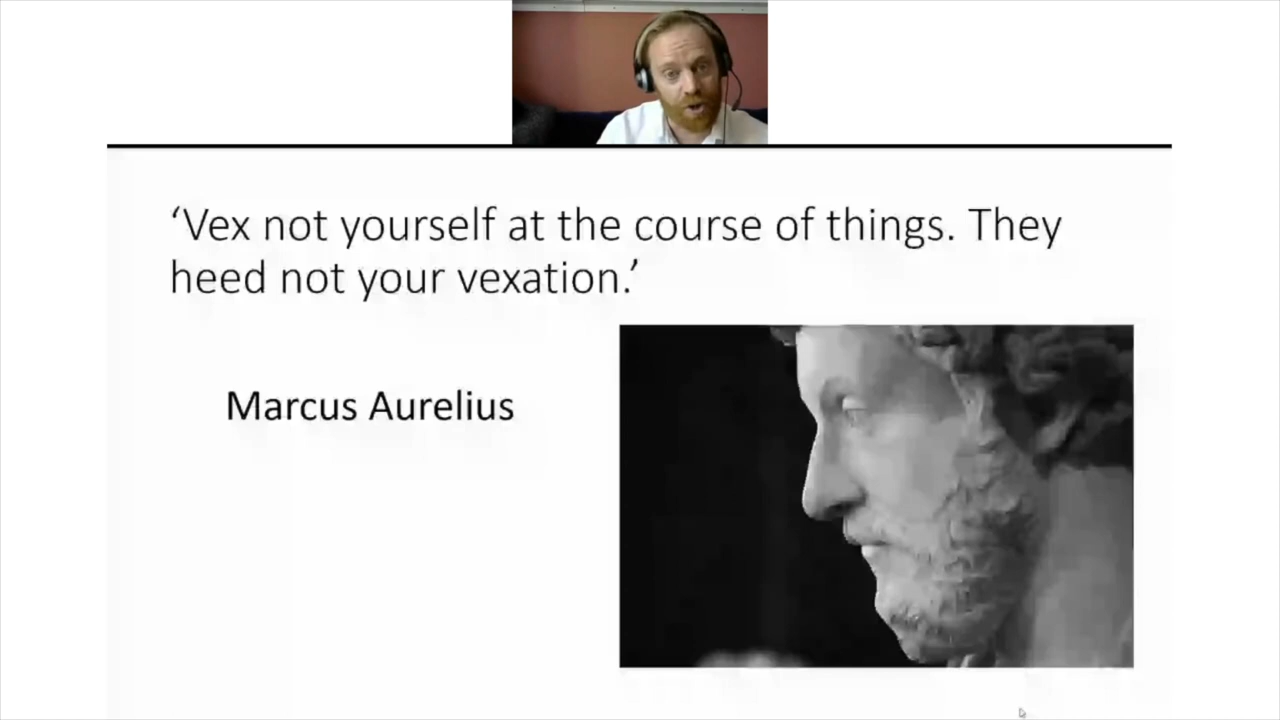 ‘Vex not yourself at the course of things. They
heed not your vexation.’
Marcus Aurelius